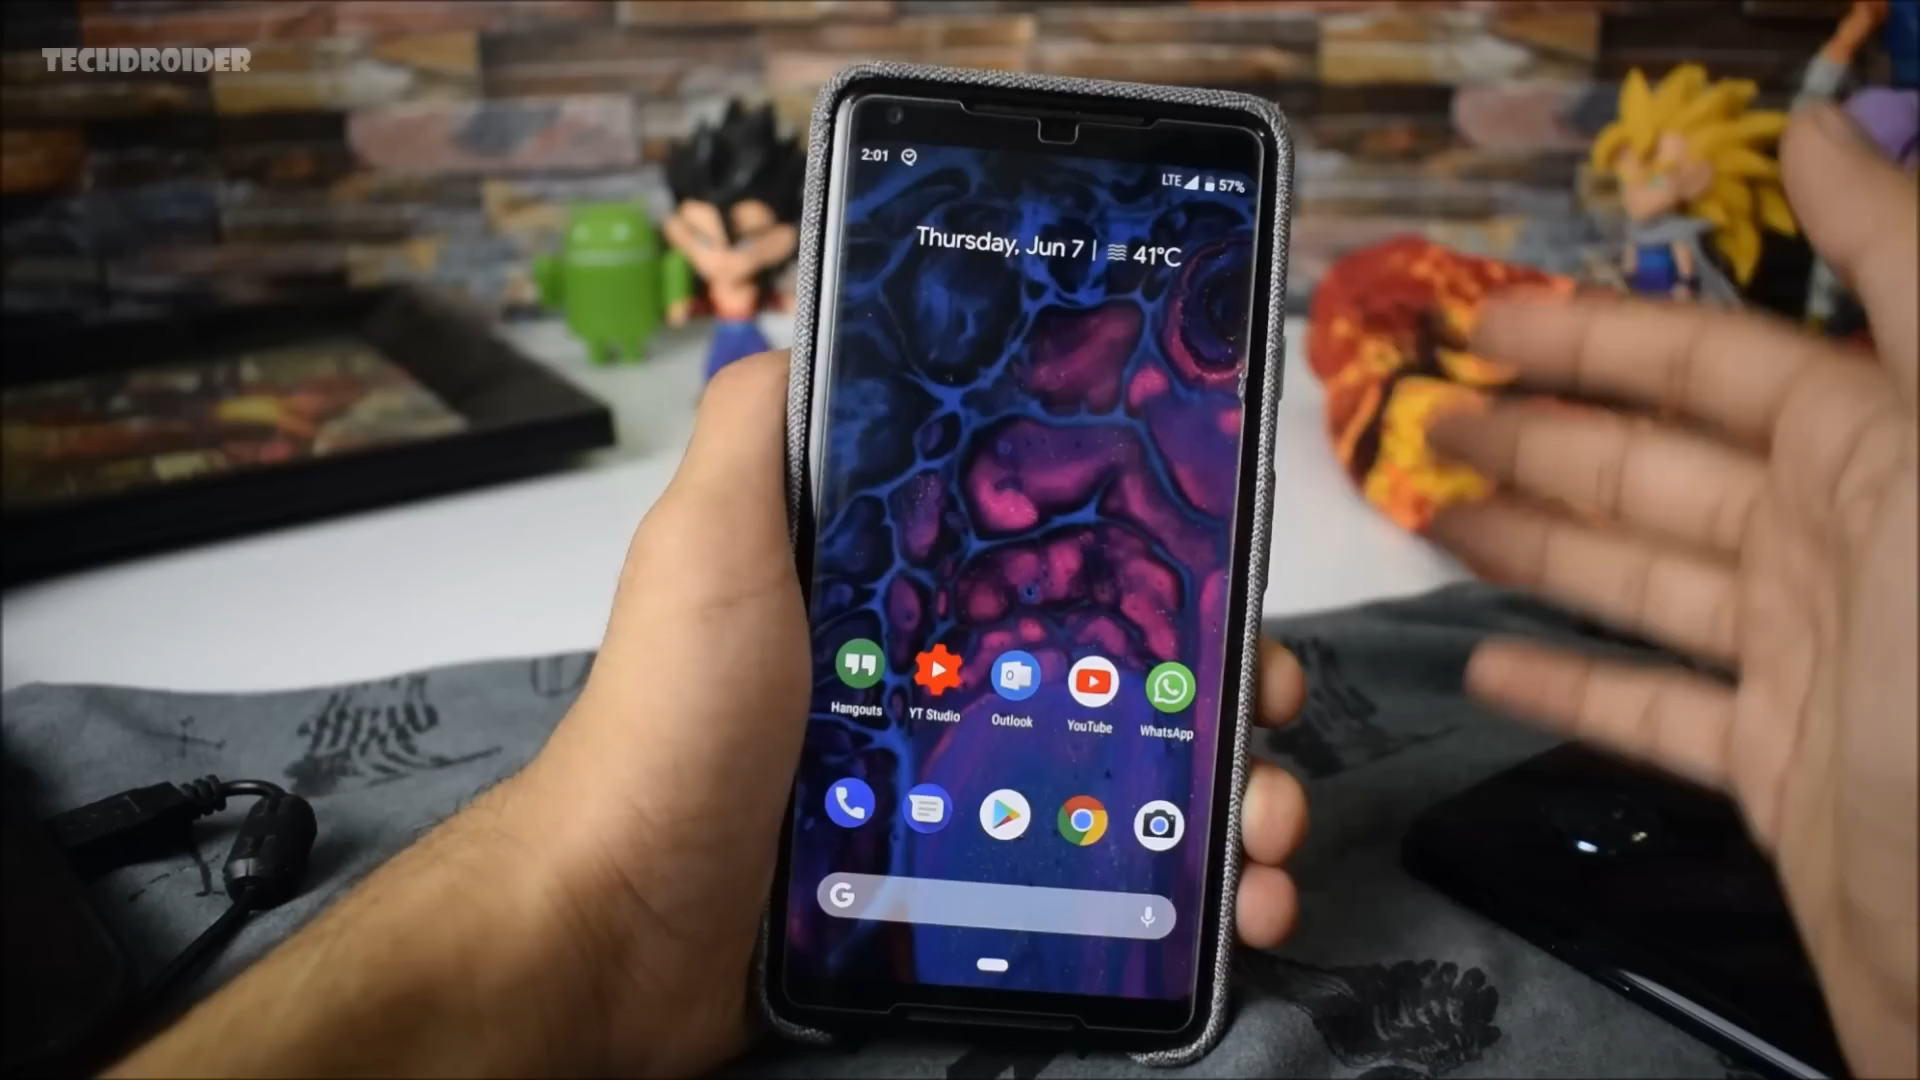 TECHDROIDER
2:01
LTE 57%
Thursday, Jun 7 | 41°C
Hangouts YT Studio Outlook YouTube WhatsApp
G